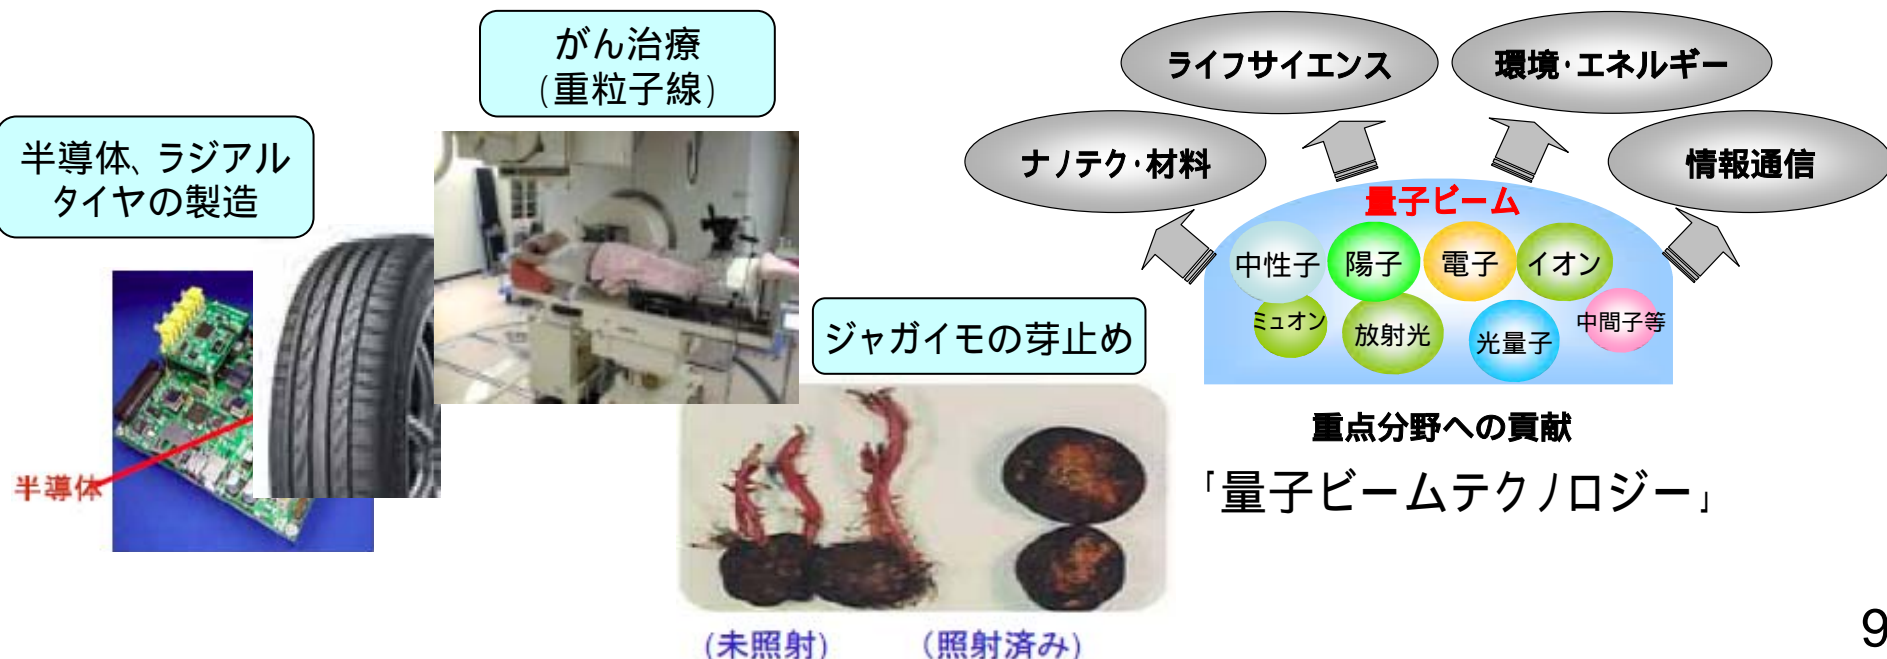 がん治療
(重粒子線)
半導体、ラジアル
タイヤの製造
半導体
ジャガイモの芽止め
(未照射)
(照射済み)
ライフサイエンス
環境・エネルギー
ナノテク・材料
情報通信
量子ビーム
中性子
陽子
電子
イオン
ミュオン
放射光
光量子
中間子等
重点分野への貢献
「量子ビームテクノロジー」
9